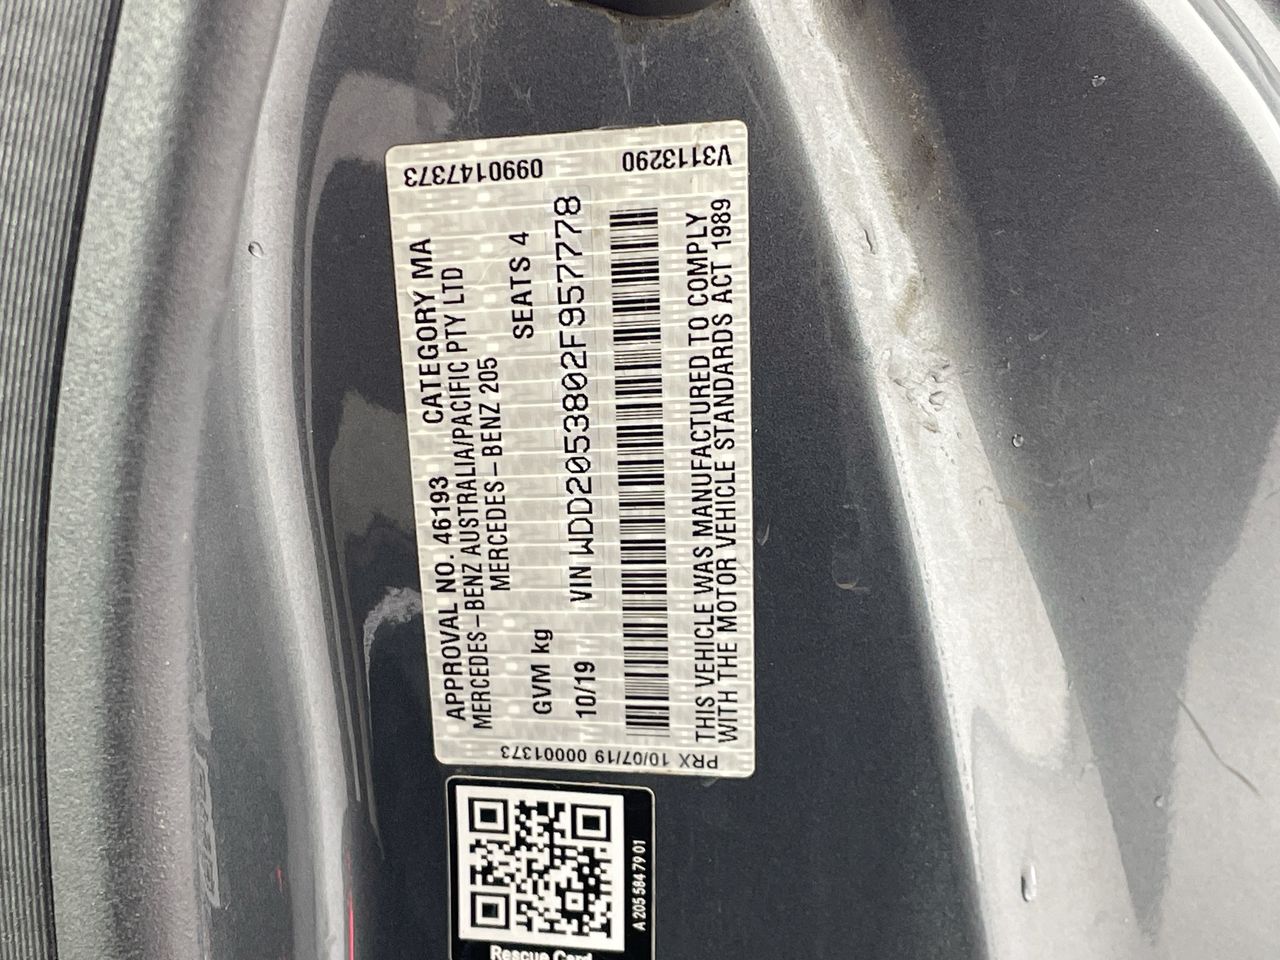 0990147373
V3113290
APPROVAL NO. 46193 CATEGORY MA
MERCEDES-BENZ AUSTRALIA/PACIFIC PTY LTD
MERCEDES-BENZ 205
GVM kg SEATS 4
10/19 VIN WDD2053802F957778
THIS VEHICLE WAS MANUFACTURED TO COMPLY
WITH THE MOTOR VEHICLE STANDARDS ACT 1989
PRX 10/07/19 00001373
A 205 584 79 01
Rescue Card